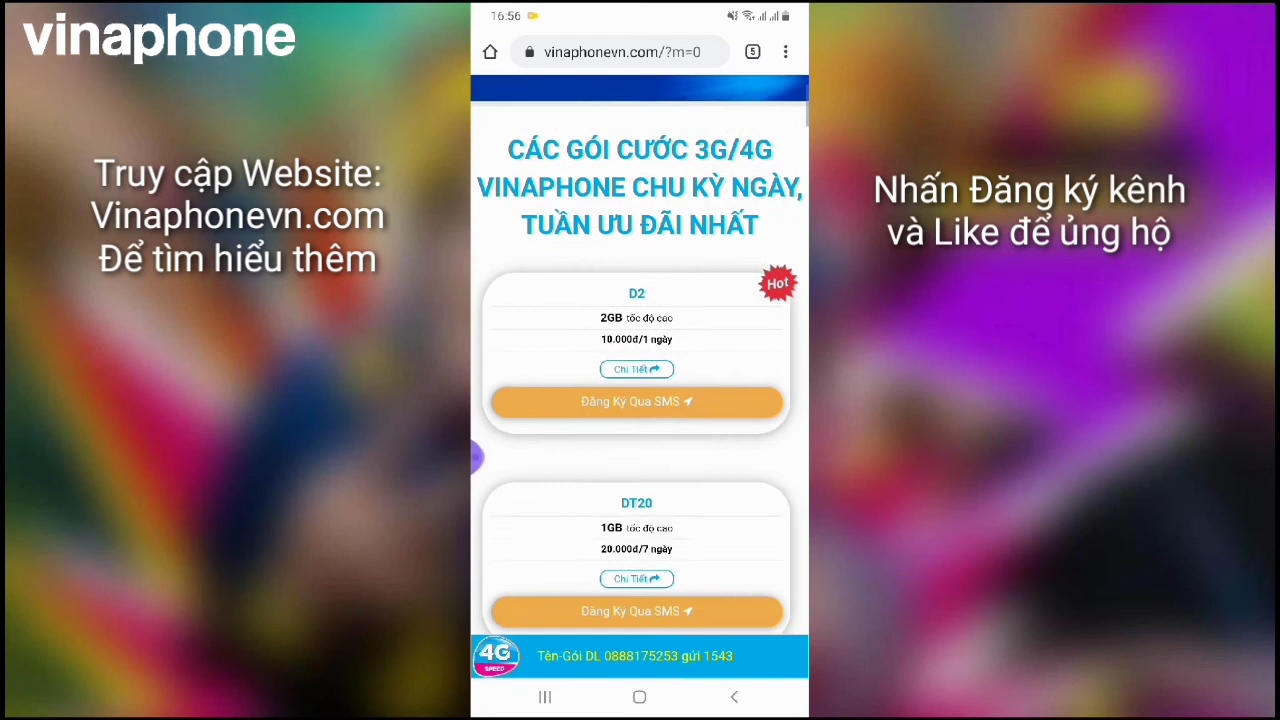 vinaphone
Truy cập Website:
Vinaphonevn.com
Để tìm hiểu thêm
16:56
vinaphonevn.com/?m=0
5
CÁC GÓI CƯỚC 3G/4G
VINAPHONE CHU KỲ NGÀY,
TUẦN ƯU ĐÃI NHẤT
Hot
D2
2GB tốc độ cao
10.000đ/1 ngày
Chi Tiết
Đăng Ký Qua SMS
DT20
1GB tốc độ cao
20.000đ/7 ngày
Chi Tiết
Đăng Ký Qua SMS
4G
SPEED
Tên-Gói DL 0888175253 gửi 1543
Nhấn Đăng ký kênh
và Like để ủng hộ